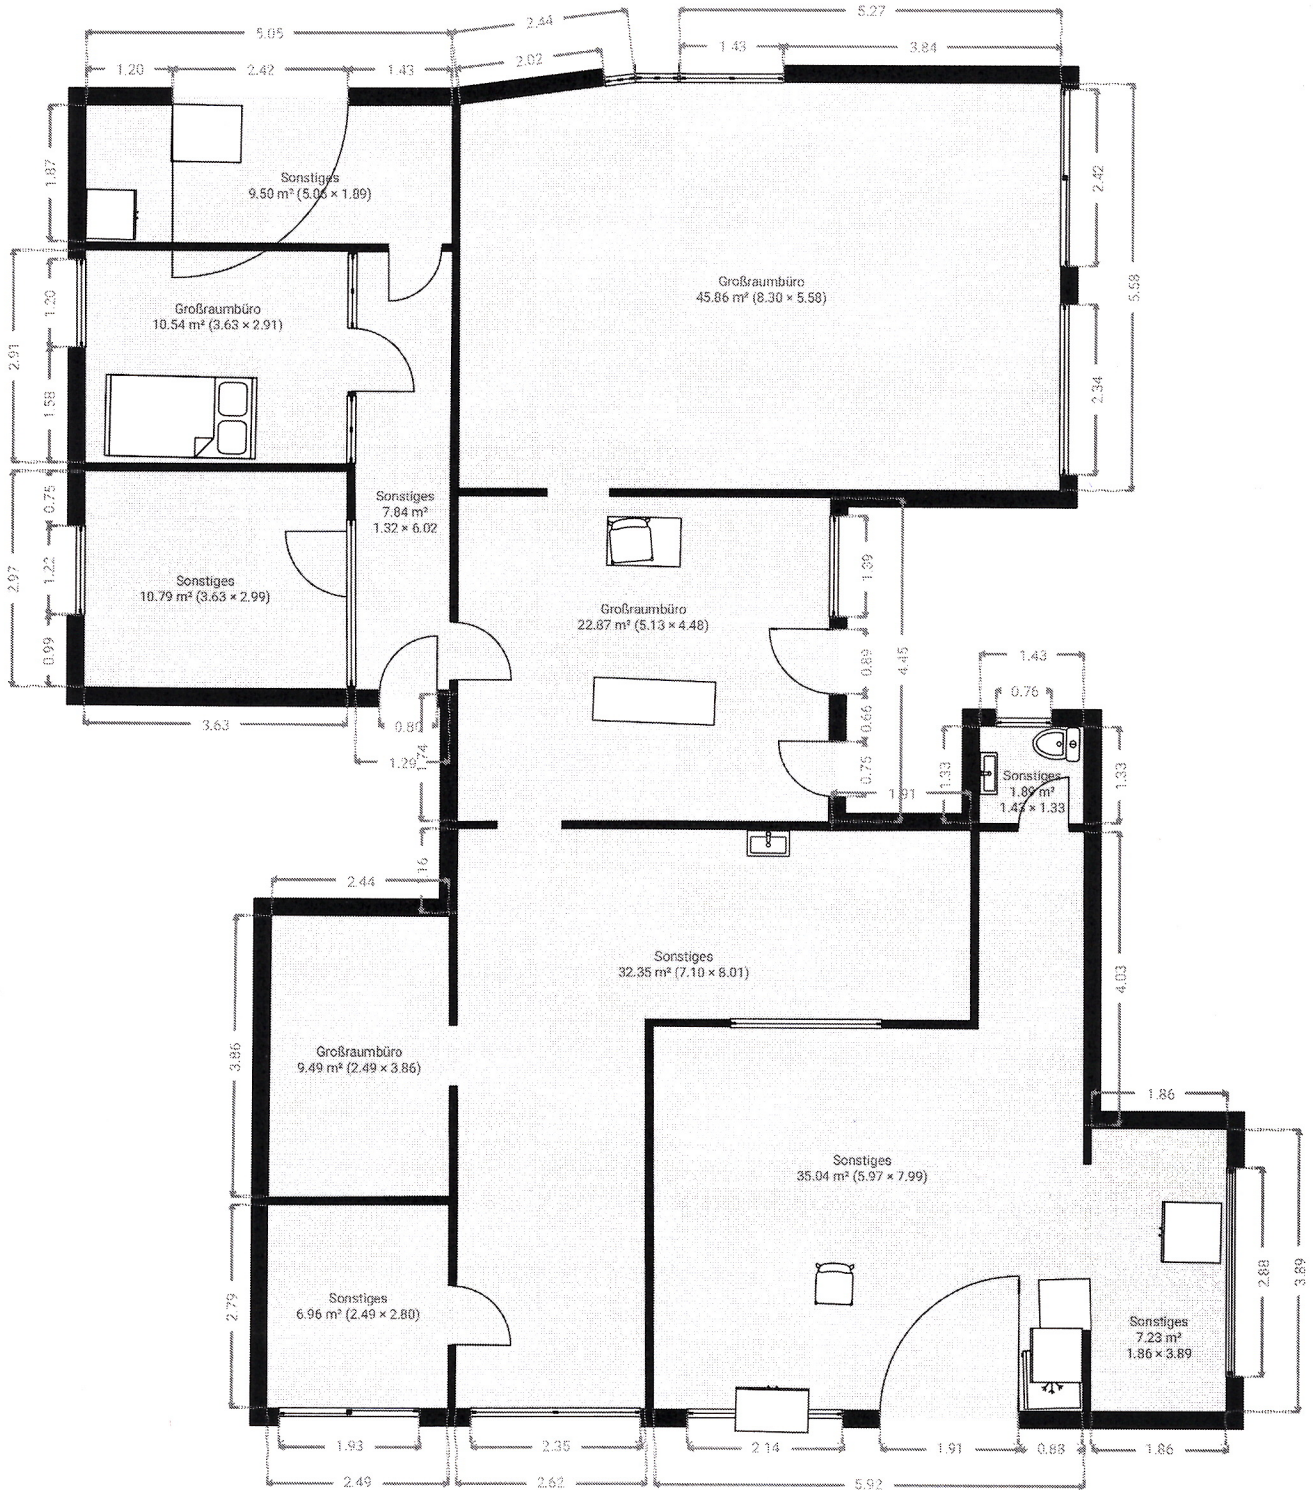 5.27
2.44
5.05
1.43
3.84
2.02
1.20
2.42
1.43
1.87
Sonstiges
9.50 m² (5.05 × 1.89)
2.42
5.58
Großraumbüro
45.86 m² (8.30 × 5.58)
1.20
Großraumbüro
10.54 m² (3.63 × 2.91)
2.91
1.58
2.34
0.75
Sonstiges
7.84 m²
1.32 × 6.02
1.22
2.97
Sonstiges
10.79 m² (3.63 × 2.99)
1.39
Großraumbüro
22.87 m² (5.13 × 4.48)
0.99
0.89
4.45
1.43
0.76
3.63
0.80
0.66
1.29
0.75
1.33
Sonstiges
1.89 m²
1.43 × 1.33
1.33
1.91
2.44
Sonstiges
32.35 m² (7.10 × 8.01)
4.03
3.86
Großraumbüro
9.49 m² (2.49 × 3.86)
1.86
Sonstiges
35.04 m² (5.97 × 7.99)
2.79
Sonstiges
6.96 m² (2.49 × 2.80)
2.88
3.89
Sonstiges
7.23 m²
1.86 × 3.89
1.93
2.35
2.14
1.91
0.88
1.86
2.49
2.62
5.92